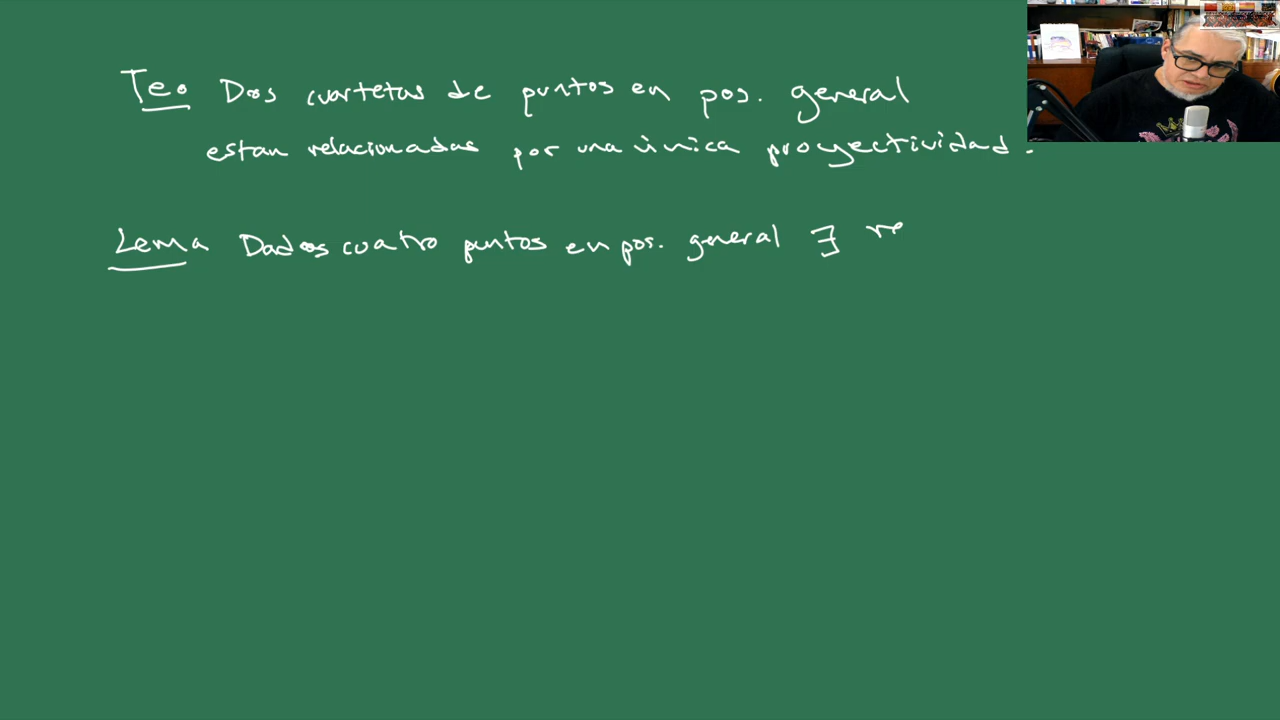 Teo Dos cuartetas de puntos en pos. general
estan relacionadas por una única proyectividad.
Lema Dados cuatro puntos en pos. general ∃ re